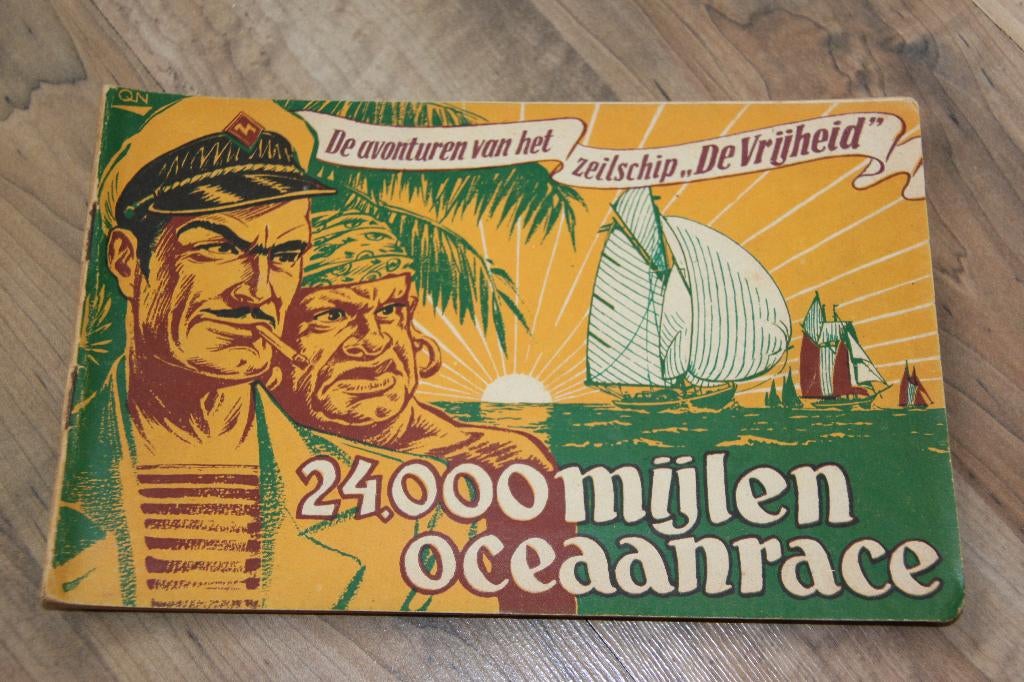 QN
De avonturen van het
zeilschip „De Vrijheid”
24.000 mijlen
oceaanrace